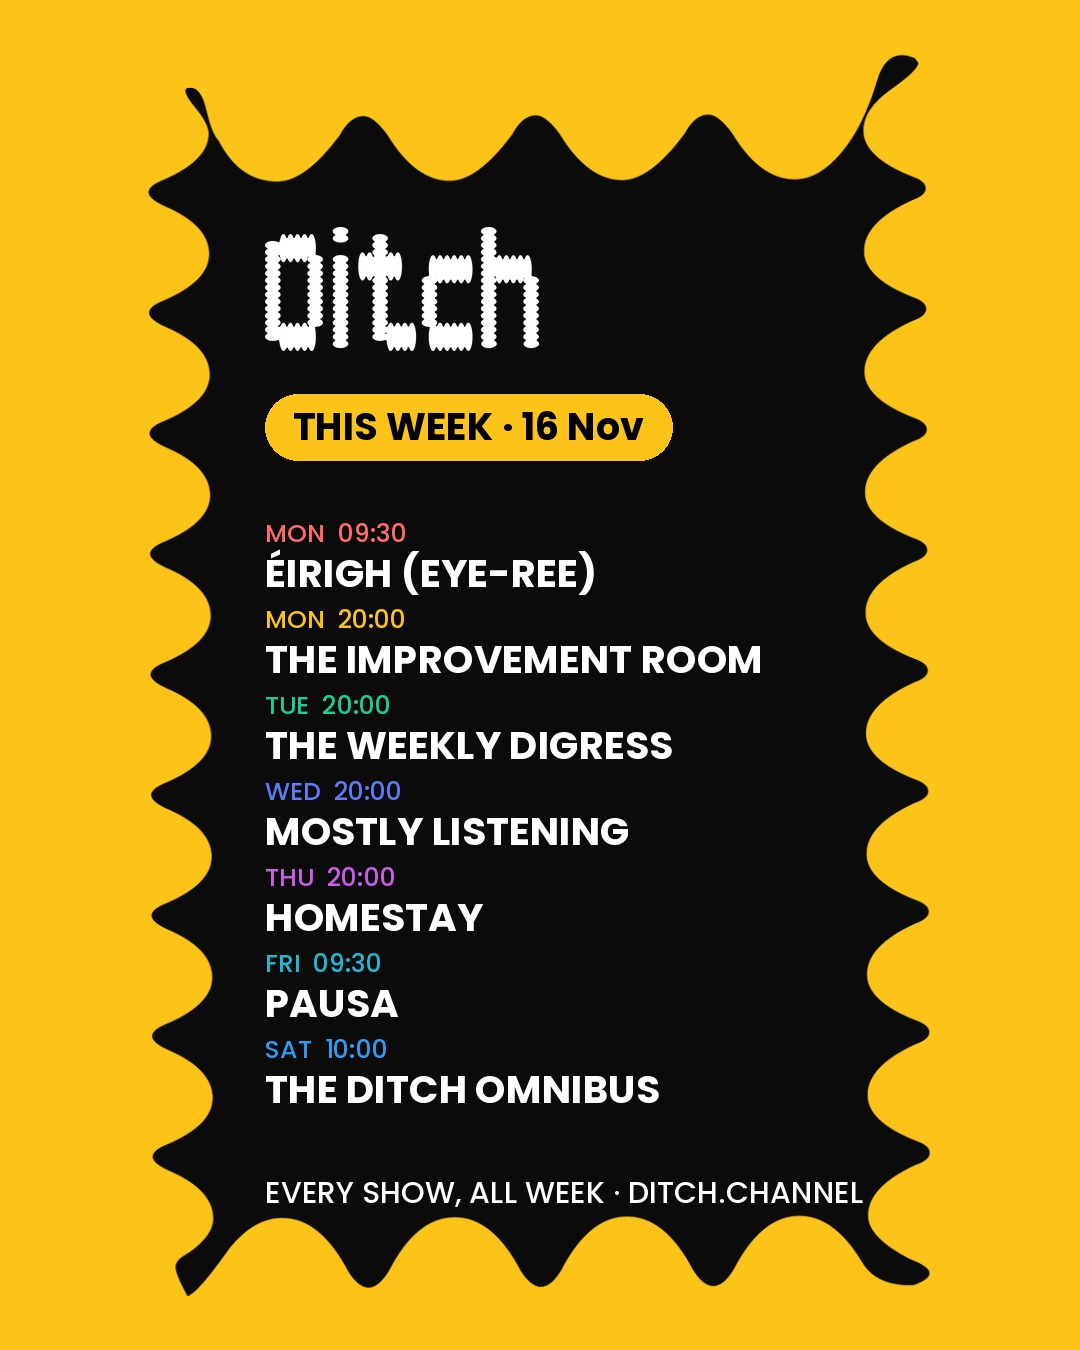 Ditch
THIS WEEK · 16 Nov
MON 09:30
ÉIRIGH (EYE-REE)
MON 20:00
THE IMPROVEMENT ROOM
TUE 20:00
THE WEEKLY DIGRESS
WED 20:00
MOSTLY LISTENING
THU 20:00
HOMESTAY
FRI 09:30
PAUSA
SAT 10:00
THE DITCH OMNIBUS
EVERY SHOW, ALL WEEK · DITCH.CHANNEL